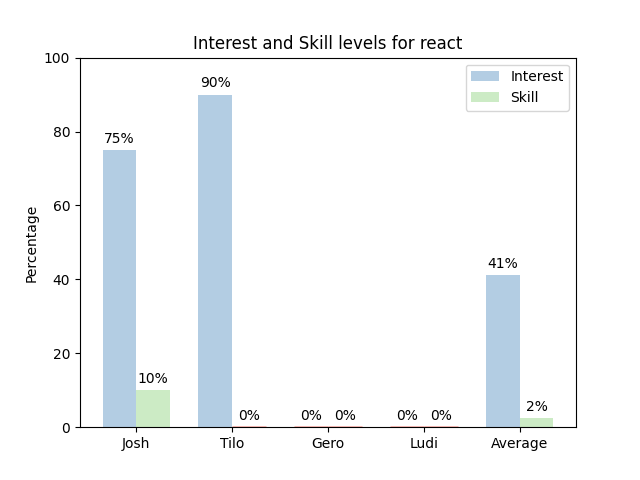 Interest and Skill levels for react
Percentage
100
80
60
40
20
0
Interest
Skill
75%
10%
90%
0%
0%
0%
0%
0%
41%
2%
Josh
Tilo
Gero
Ludi
Average